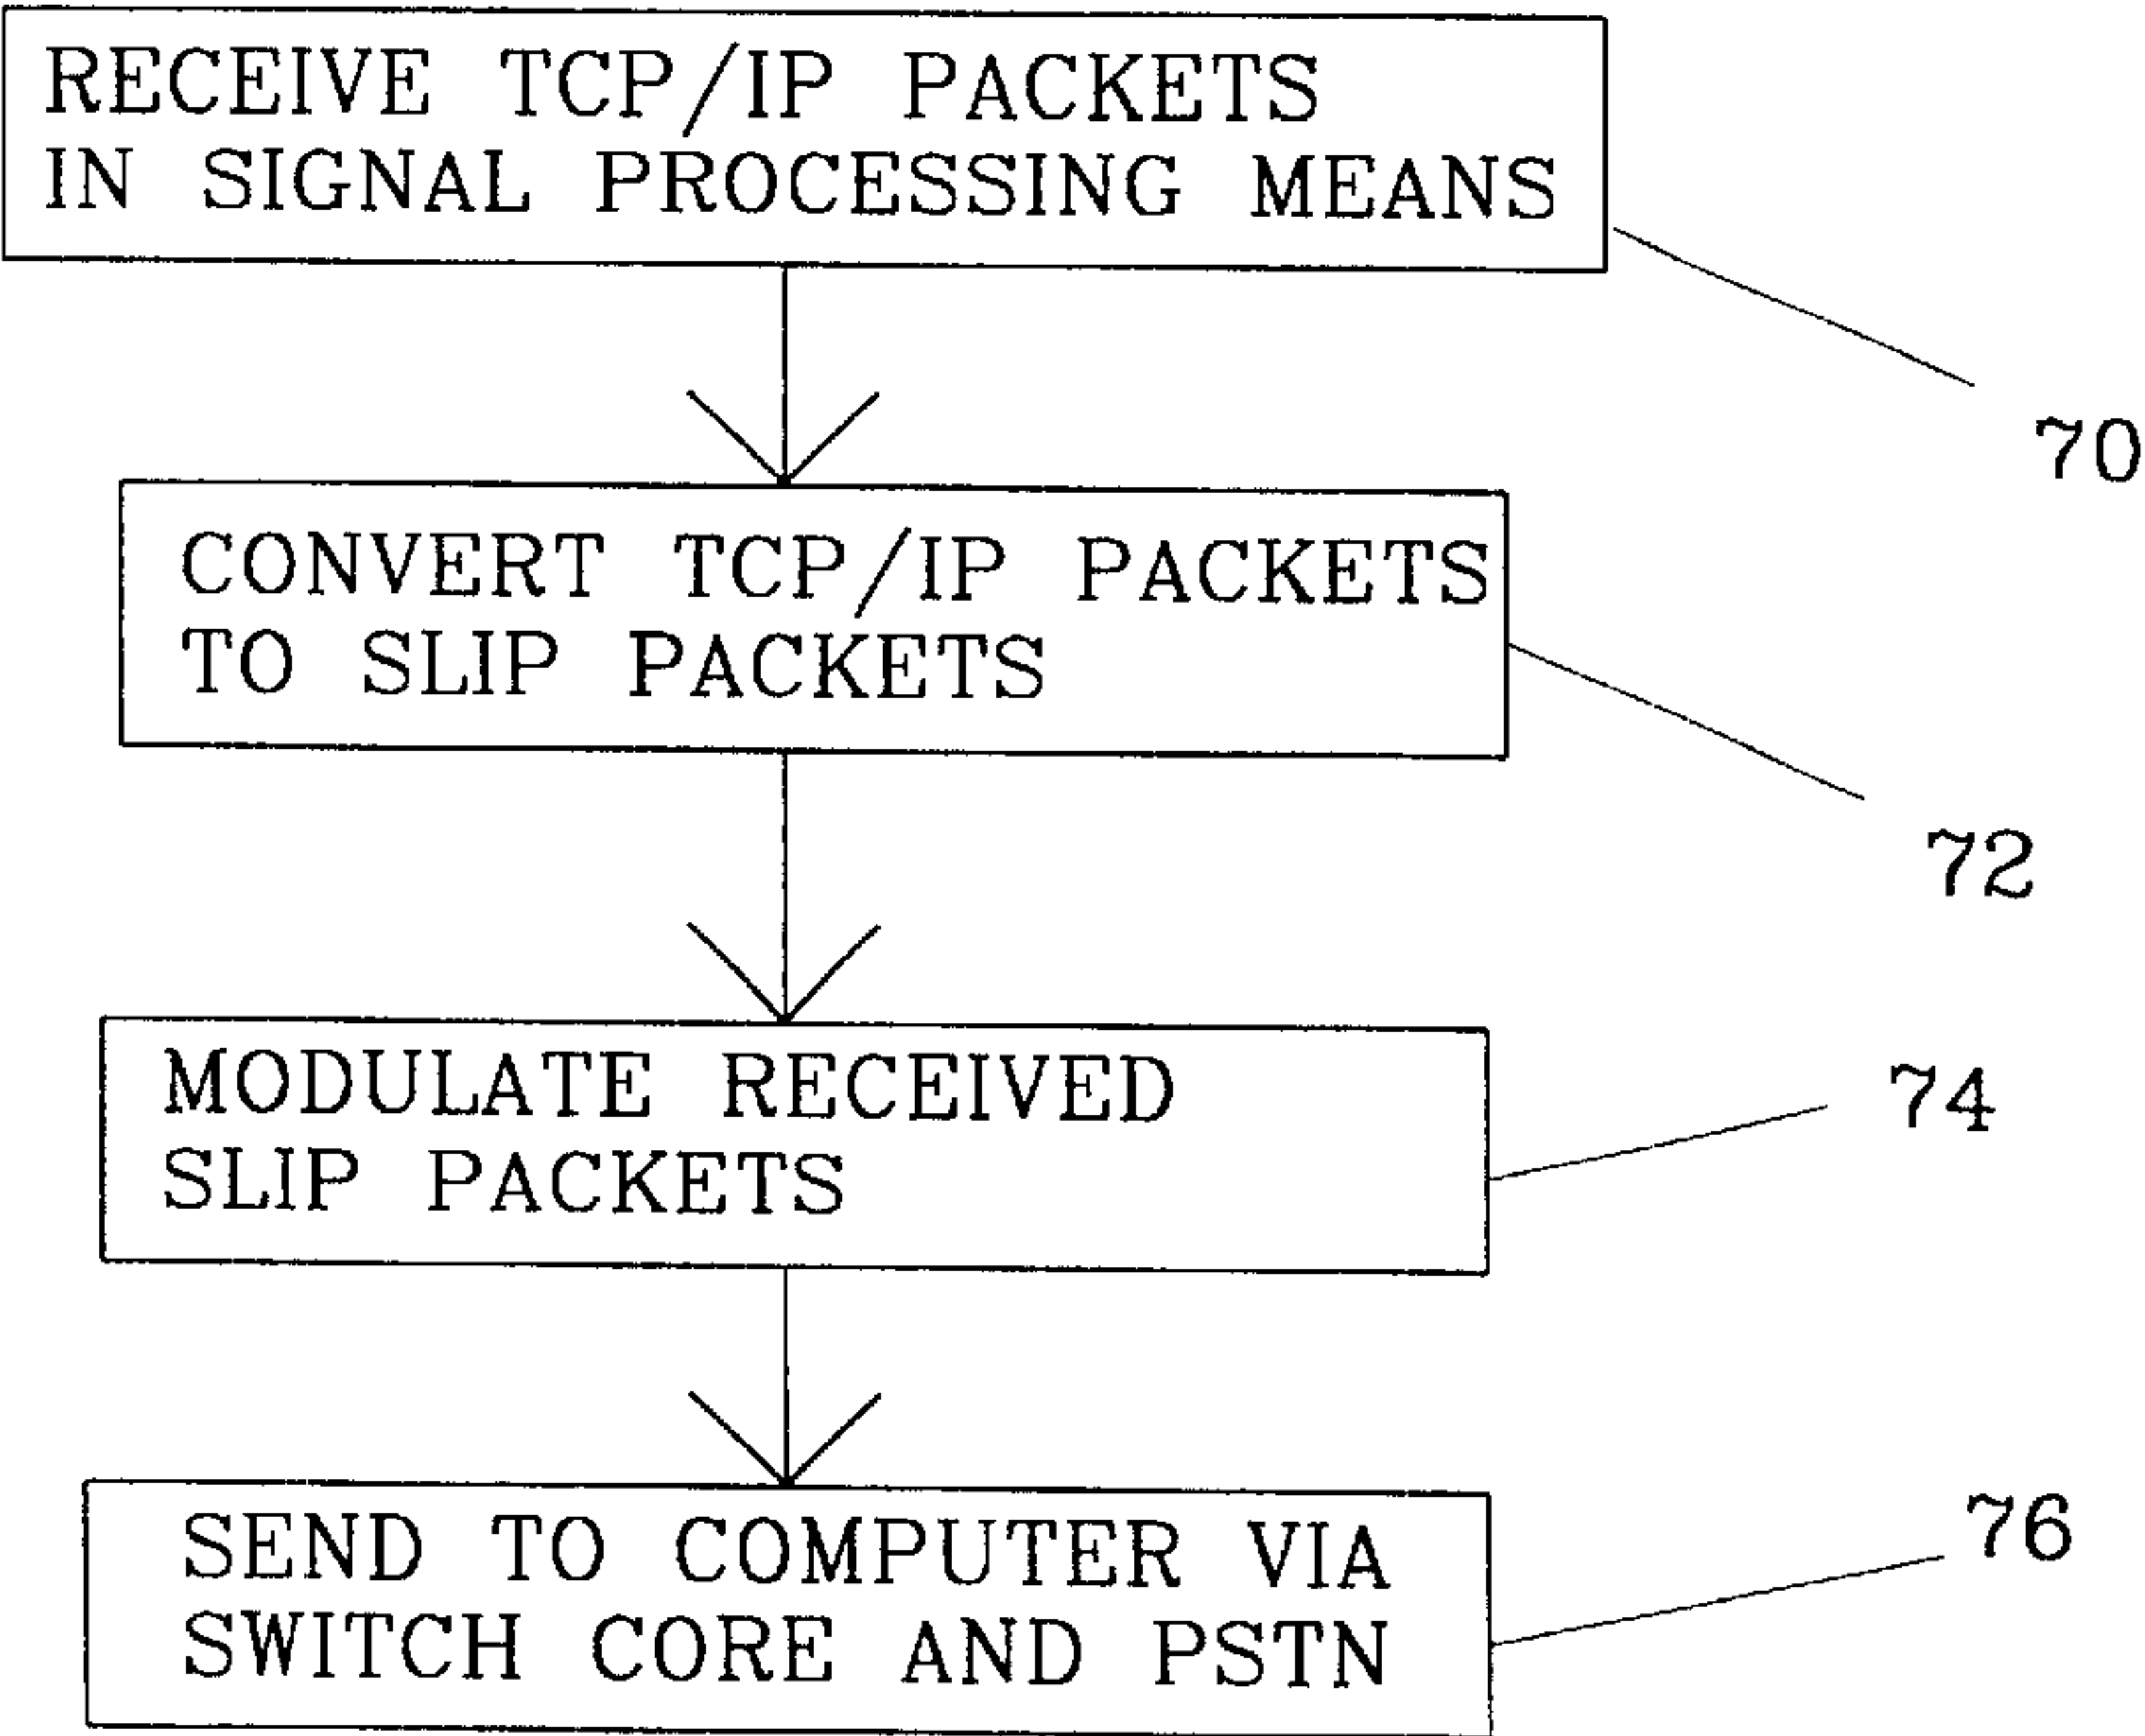 RECEIVE TCP/IP PACKETS
IN SIGNAL PROCESSING MEANS
70
CONVERT TCP/IP PACKETS
TO SLIP PACKETS
72
MODULATE RECEIVED
SLIP PACKETS
74
SEND TO COMPUTER VIA
SWITCH CORE AND PSTN
76